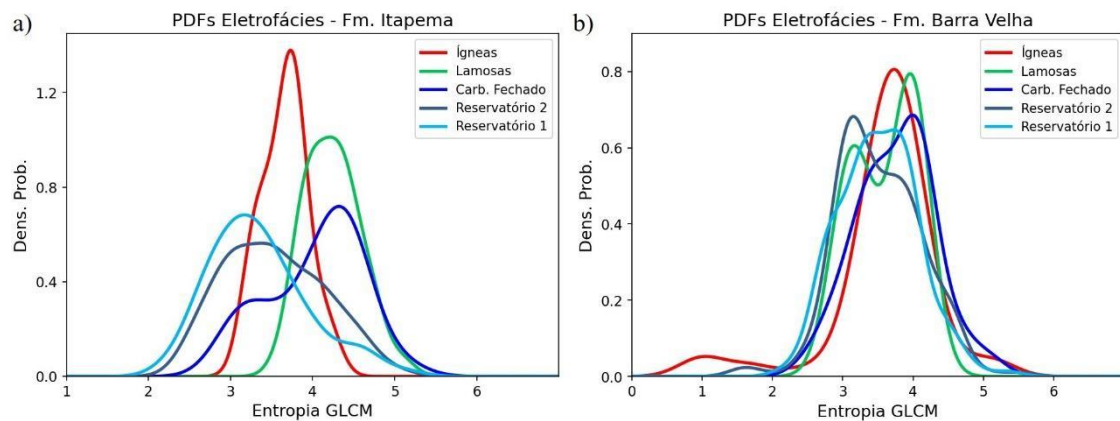 a)
PDFs Eletrofácies - Fm. Itapema
Ígneas
Lamosas
Carb. Fechado
Reservatório 2
Reservatório 1
Dens. Prob.
1.2
0.8
0.4
0.0
1 2 3 4 5 6
Entropia GLCM
b)
PDFs Eletrofácies - Fm. Barra Velha
Ígneas
Lamosas
Carb. Fechado
Reservatório 2
Reservatório 1
Dens. Prob.
0.8
0.6
0.4
0.2
0.0
0 1 2 3 4 5 6
Entropia GLCM